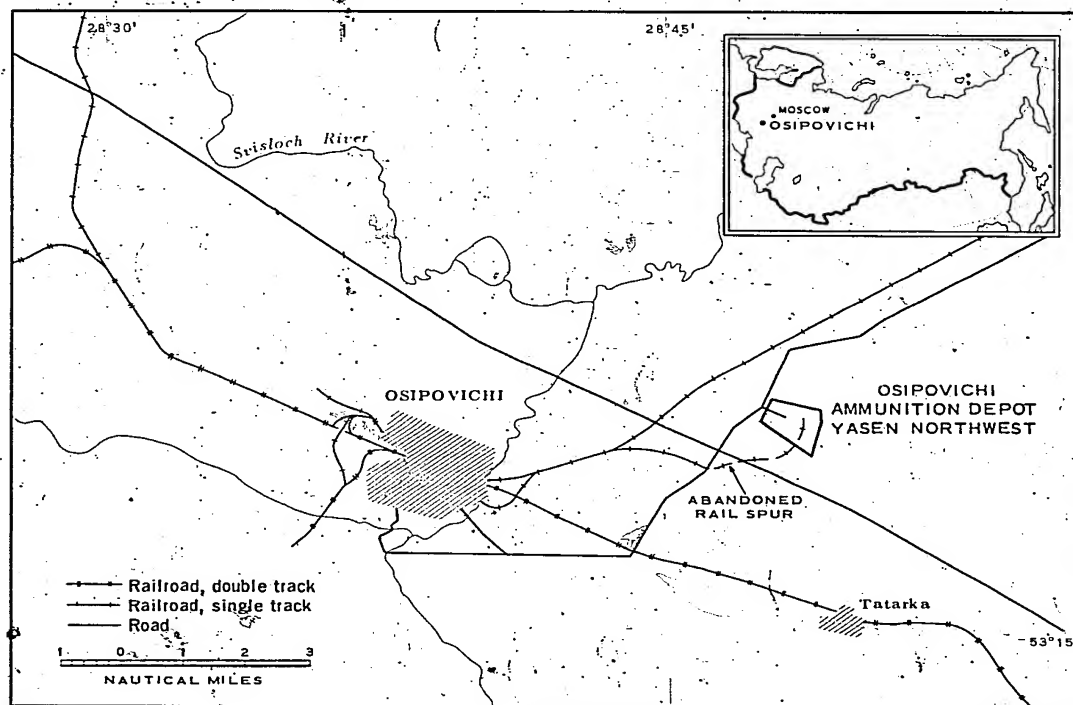 28°30'
28°45'
MOSCOW
OSIPOVICHI
Svisloch River
OSIPOVICHI
OSIPOVICHI
AMMUNITION DEPOT
YASEN NORTHWEST
ABANDONED
RAIL SPUR
Railroad, double track
Railroad, single track
Road
Tatarka
53°15'
1 0 1 2 3
NAUTICAL MILES